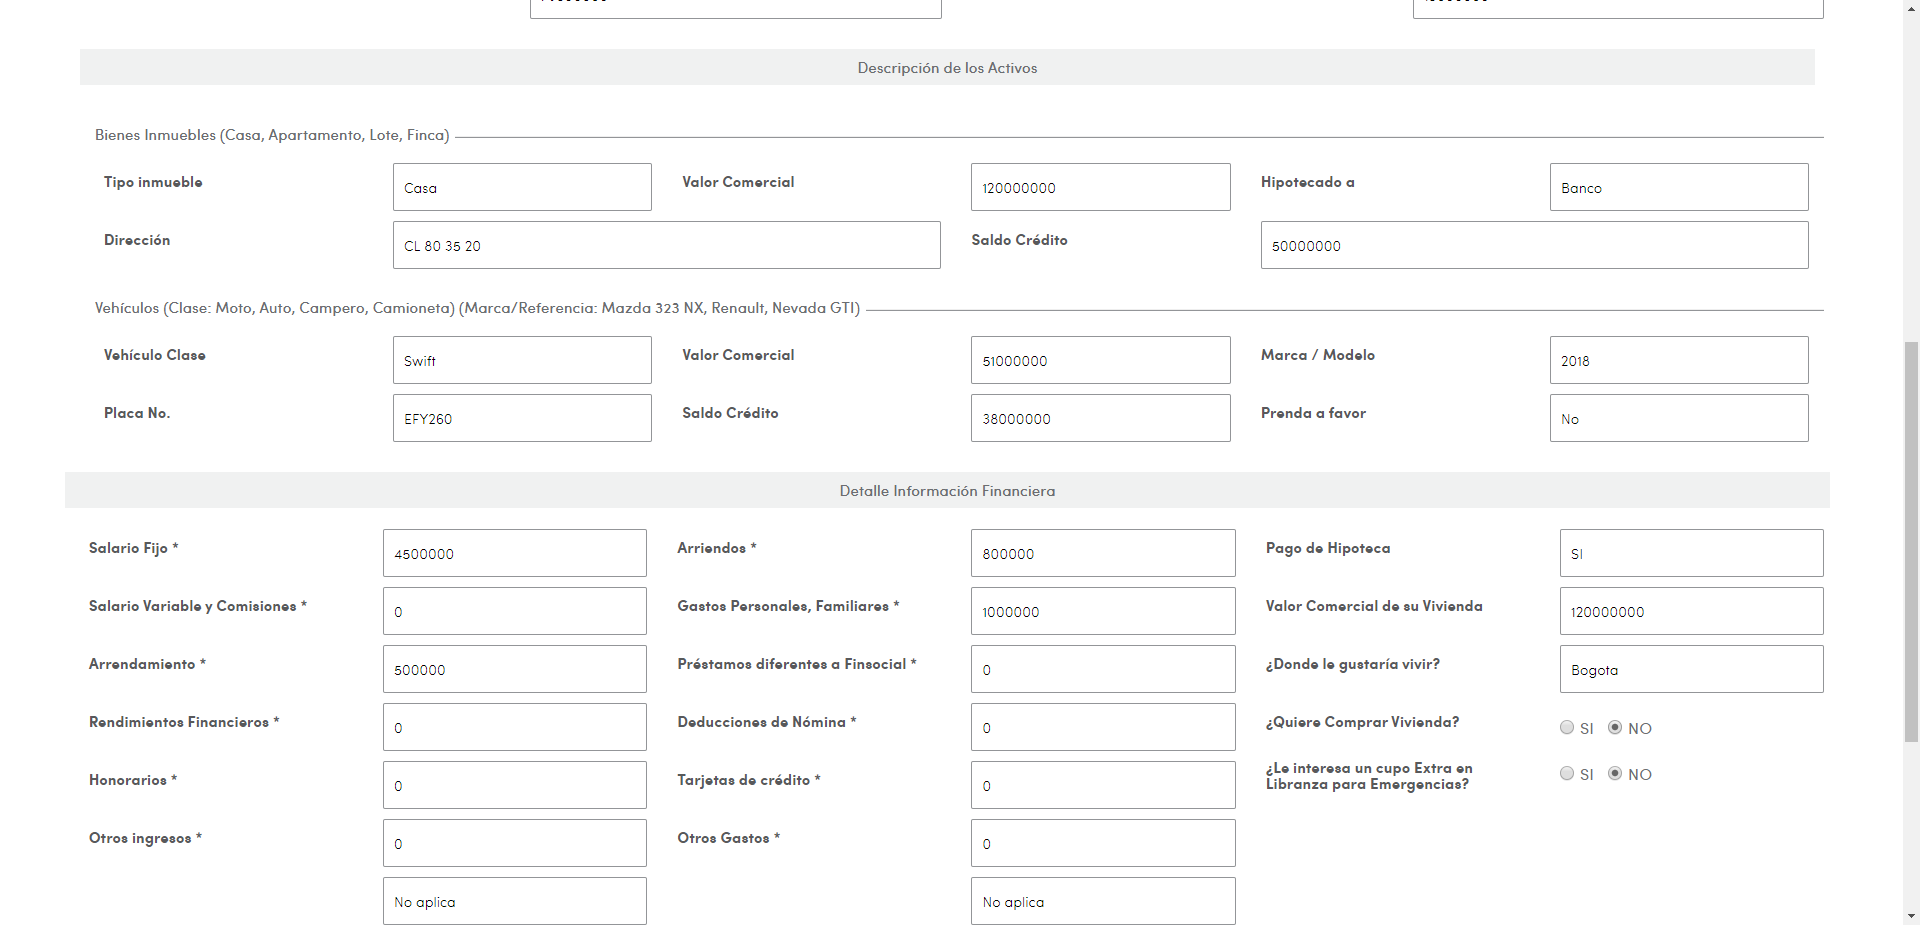 Descripción de los Activos
Bienes Inmuebles (Casa, Apartamento, Lote, Finca)
Tipo inmueble Casa Valor Comercial 120000000 Hipotecado a Banco
Dirección CL 80 35 20 Saldo Crédito 50000000
Vehículos (Clase: Moto, Auto, Campero, Camioneta) (Marca/Referencia: Mazda 323 NX, Renault, Nevada GTI)
Vehículo Clase Swift Valor Comercial 51000000 Marca / Modelo 2018
Placa No. EFY260 Saldo Crédito 38000000 Prenda a favor No
Detalle Información Financiera
Salario Fijo * 4500000 Arriendos * 800000 Pago de Hipoteca SI
Salario Variable y Comisiones * 0 Gastos Personales, Familiares * 1000000 Valor Comercial de su Vivienda 120000000
Arrendamiento * 500000 Préstamos diferentes a Finsocial * 0 ¿Donde le gustaría vivir? Bogota
Rendimientos Financieros * 0 Deducciones de Nómina * 0 ¿Quiere Comprar Vivienda? SI NO
Honorarios * 0 Tarjetas de crédito * 0 ¿Le interesa un cupo Extra en Libranza para Emergencias? SI NO
Otros ingresos * 0 Otros Gastos * 0
No aplica No aplica